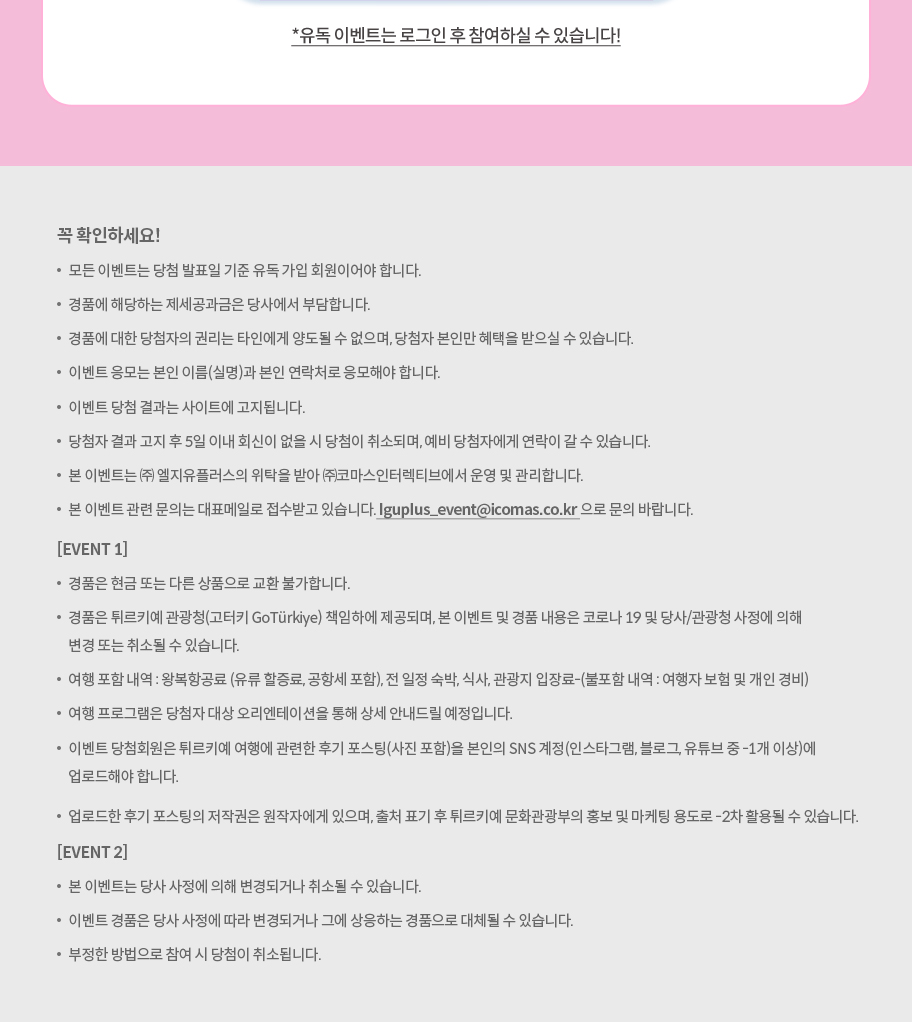 *유독 이벤트는 로그인 후 참여하실 수 있습니다!
꼭 확인하세요!
• 모든 이벤트는 당첨 발표일 기준 유독 가입 회원이어야 합니다.
• 경품에 해당하는 제세공과금은 당사에서 부담합니다.
• 경품에 대한 당첨자의 권리는 타인에게 양도될 수 없으며, 당첨자 본인만 혜택을 받으실 수 있습니다.
• 이벤트 응모는 본인 이름(실명)과 본인 연락처로 응모해야 합니다.
• 이벤트 당첨 결과는 사이트에 고지됩니다.
• 당첨자 결과 고지 후 5일 이내 회신이 없을 시 당첨이 취소되며, 예비 당첨자에게 연락이 갈 수 있습니다.
• 본 이벤트는 ㈜ 엘지유플러스의 위탁을 받아 ㈜코마스인터렉티브에서 운영 및 관리합니다.
• 본 이벤트 관련 문의는 대표메일로 접수받고 있습니다. lguplus_event@icomas.co.kr 으로 문의 바랍니다.
[EVENT 1]
• 경품은 현금 또는 다른 상품으로 교환 불가합니다.
• 경품은 튀르키예 관광청(고터키 GoTürkiye) 책임하에 제공되며, 본 이벤트 및 경품 내용은 코로나 19 및 당사/관광청 사정에 의해
변경 또는 취소될 수 있습니다.
• 여행 포함 내역 : 왕복항공료 (유류 할증료, 공항세 포함), 전 일정 숙박, 식사, 관광지 입장료-(불포함 내역 : 여행자 보험 및 개인 경비)
• 여행 프로그램은 당첨자 대상 오리엔테이션을 통해 상세 안내드릴 예정입니다.
• 이벤트 당첨회원은 튀르키예 여행에 관련한 후기 포스팅(사진 포함)을 본인의 SNS 계정(인스타그램, 블로그, 유튜브 중 -1개 이상)에
업로드해야 합니다.
• 업로드한 후기 포스팅의 저작권은 원작자에게 있으며, 출처 표기 후 튀르키예 문화관광부의 홍보 및 마케팅 용도로 -2차 활용될 수 있습니다.
[EVENT 2]
• 본 이벤트는 당사 사정에 의해 변경되거나 취소될 수 있습니다.
• 이벤트 경품은 당사 사정에 따라 변경되거나 그에 상응하는 경품으로 대체될 수 있습니다.
• 부정한 방법으로 참여 시 당첨이 취소됩니다.